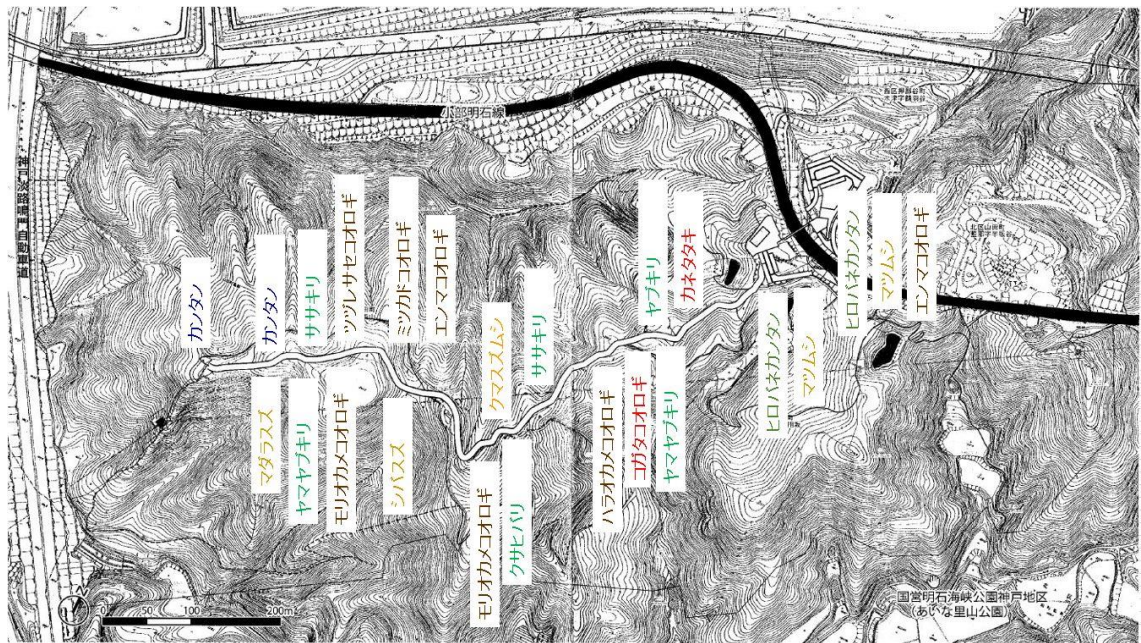 神戸淡路鳴門自動車道
小部明石線
カンタン
カンタン
ササキリ
ツヅレサセコオロギ
ミツカドコオロギ
エンマコオロギ
クマスズムシ
ササキリ
ヤブキリ
カネタタキ
ヒロバネカンタン
マツムシ
エンマコオロギ
マダラスズ
ヤマヤブキリ
モリオカメコオロギ
シバスズ
モリオカメコオロギ
クサヒバリ
ハラオカメコオロギ
コガタコオロギ
ヤマヤブキリ
ヒロバネカンタン
マツムシ
国営明石海峡公園神戸地区
(あいな里山公園)
0 50 100 200m